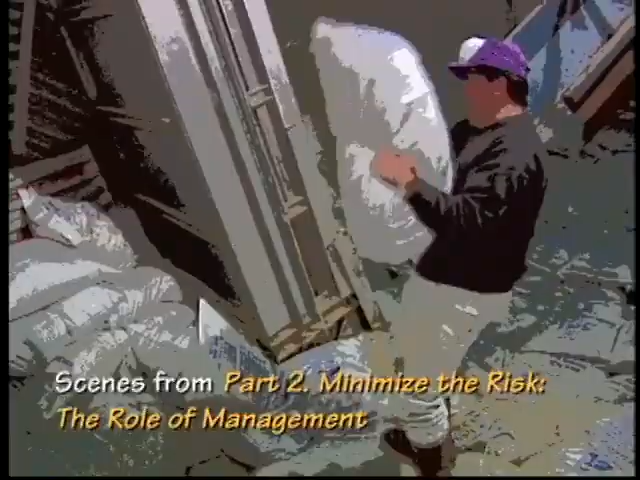 Scenes from Part 2. Minimize the Risk:
The Role of Management